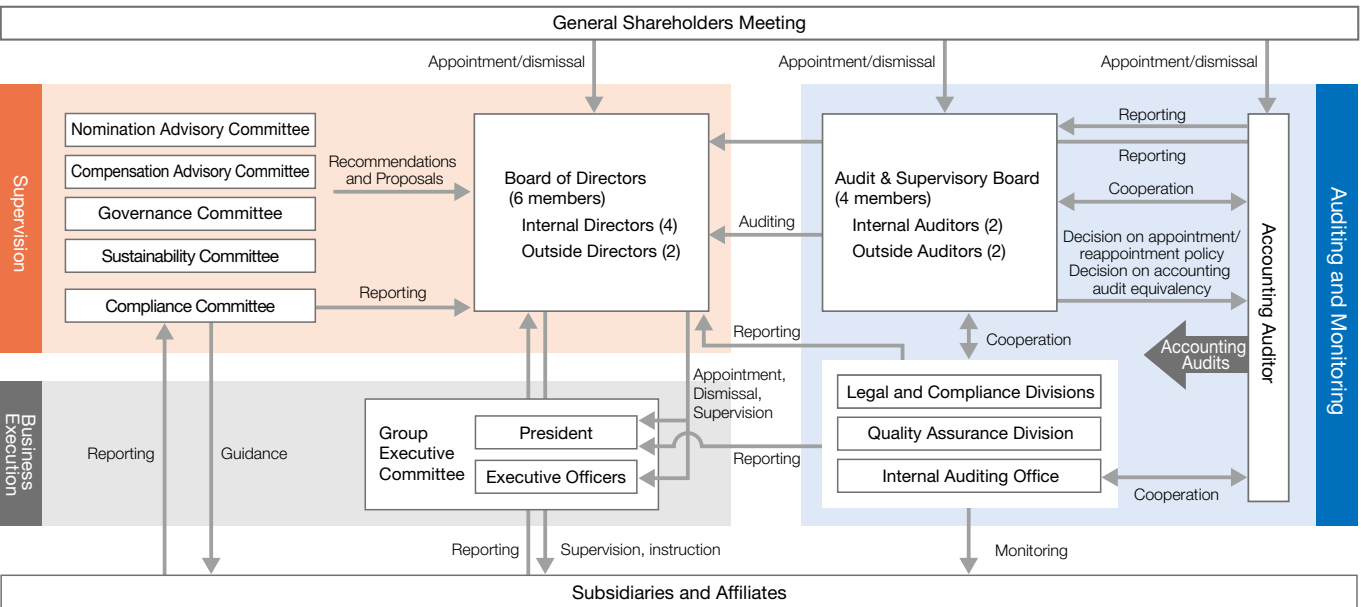 General Shareholders Meeting
Appointment/dismissal
Appointment/dismissal
Appointment/dismissal
Supervision
Nomination Advisory Committee
Compensation Advisory Committee
Governance Committee
Sustainability Committee
Compliance Committee
Recommendations
and Proposals
Reporting
Board of Directors
(6 members)
Internal Directors (4)
Outside Directors (2)
Auditing
Audit & Supervisory Board
(4 members)
Internal Auditors (2)
Outside Auditors (2)
Reporting
Reporting
Cooperation
Decision on appointment/
reappointment policy
Decision on accounting
audit equivalency
Accounting Auditor
Auditing and Monitoring
Accounting
Audits
Reporting
Cooperation
Business
Execution
Reporting
Guidance
Group
Executive
Committee
President
Executive Officers
Appointment,
Dismissal,
Supervision
Reporting
Legal and Compliance Divisions
Quality Assurance Division
Internal Auditing Office
Cooperation
Reporting
Supervision, instruction
Monitoring
Subsidiaries and Affiliates